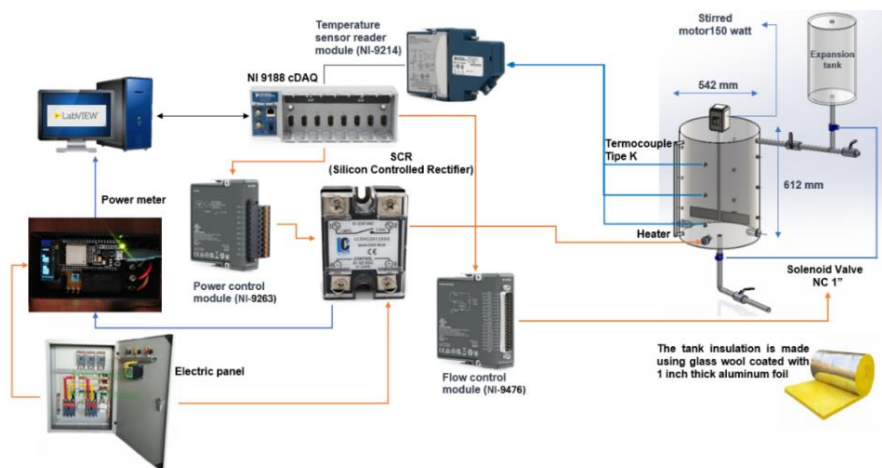 Temperature
sensor reader
module (NI-9214)
Stirred
motor150 watt
Expansion
tank
NI 9188 cDAQ
542 mm
LabVIEW
SCR
(Silicon Controlled Rectifier)
Termocouple
Tipe K
612 mm
Power meter
Heater
Power control
module (NI-9263)
Solenoid Valve
NC 1”
Electric panel
Flow control
module (NI-9476)
The tank insulation is made
using glass wool coated with
1 inch thick aluminum foil